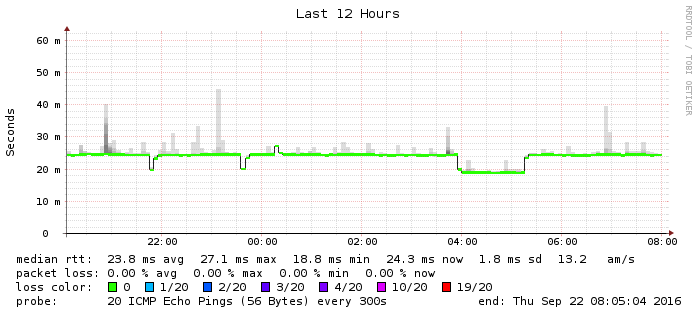 Last 12 Hours
RRDTOOL / TOBI OETIKER
Seconds
60 m
50 m
40 m
30 m
20 m
10 m
0
22:00 00:00 02:00 04:00 06:00 08:00
median rtt: 23.8 ms avg 27.1 ms max 18.8 ms min 24.3 ms now 1.8 ms sd 13.2 am/s
packet loss: 0.00 % avg 0.00 % max 0.00 % min 0.00 % now
loss color: 0 1/20 2/20 3/20 4/20 10/20 19/20
probe: 20 ICMP Echo Pings (56 Bytes) every 300s end: Thu Sep 22 08:05:04 2016